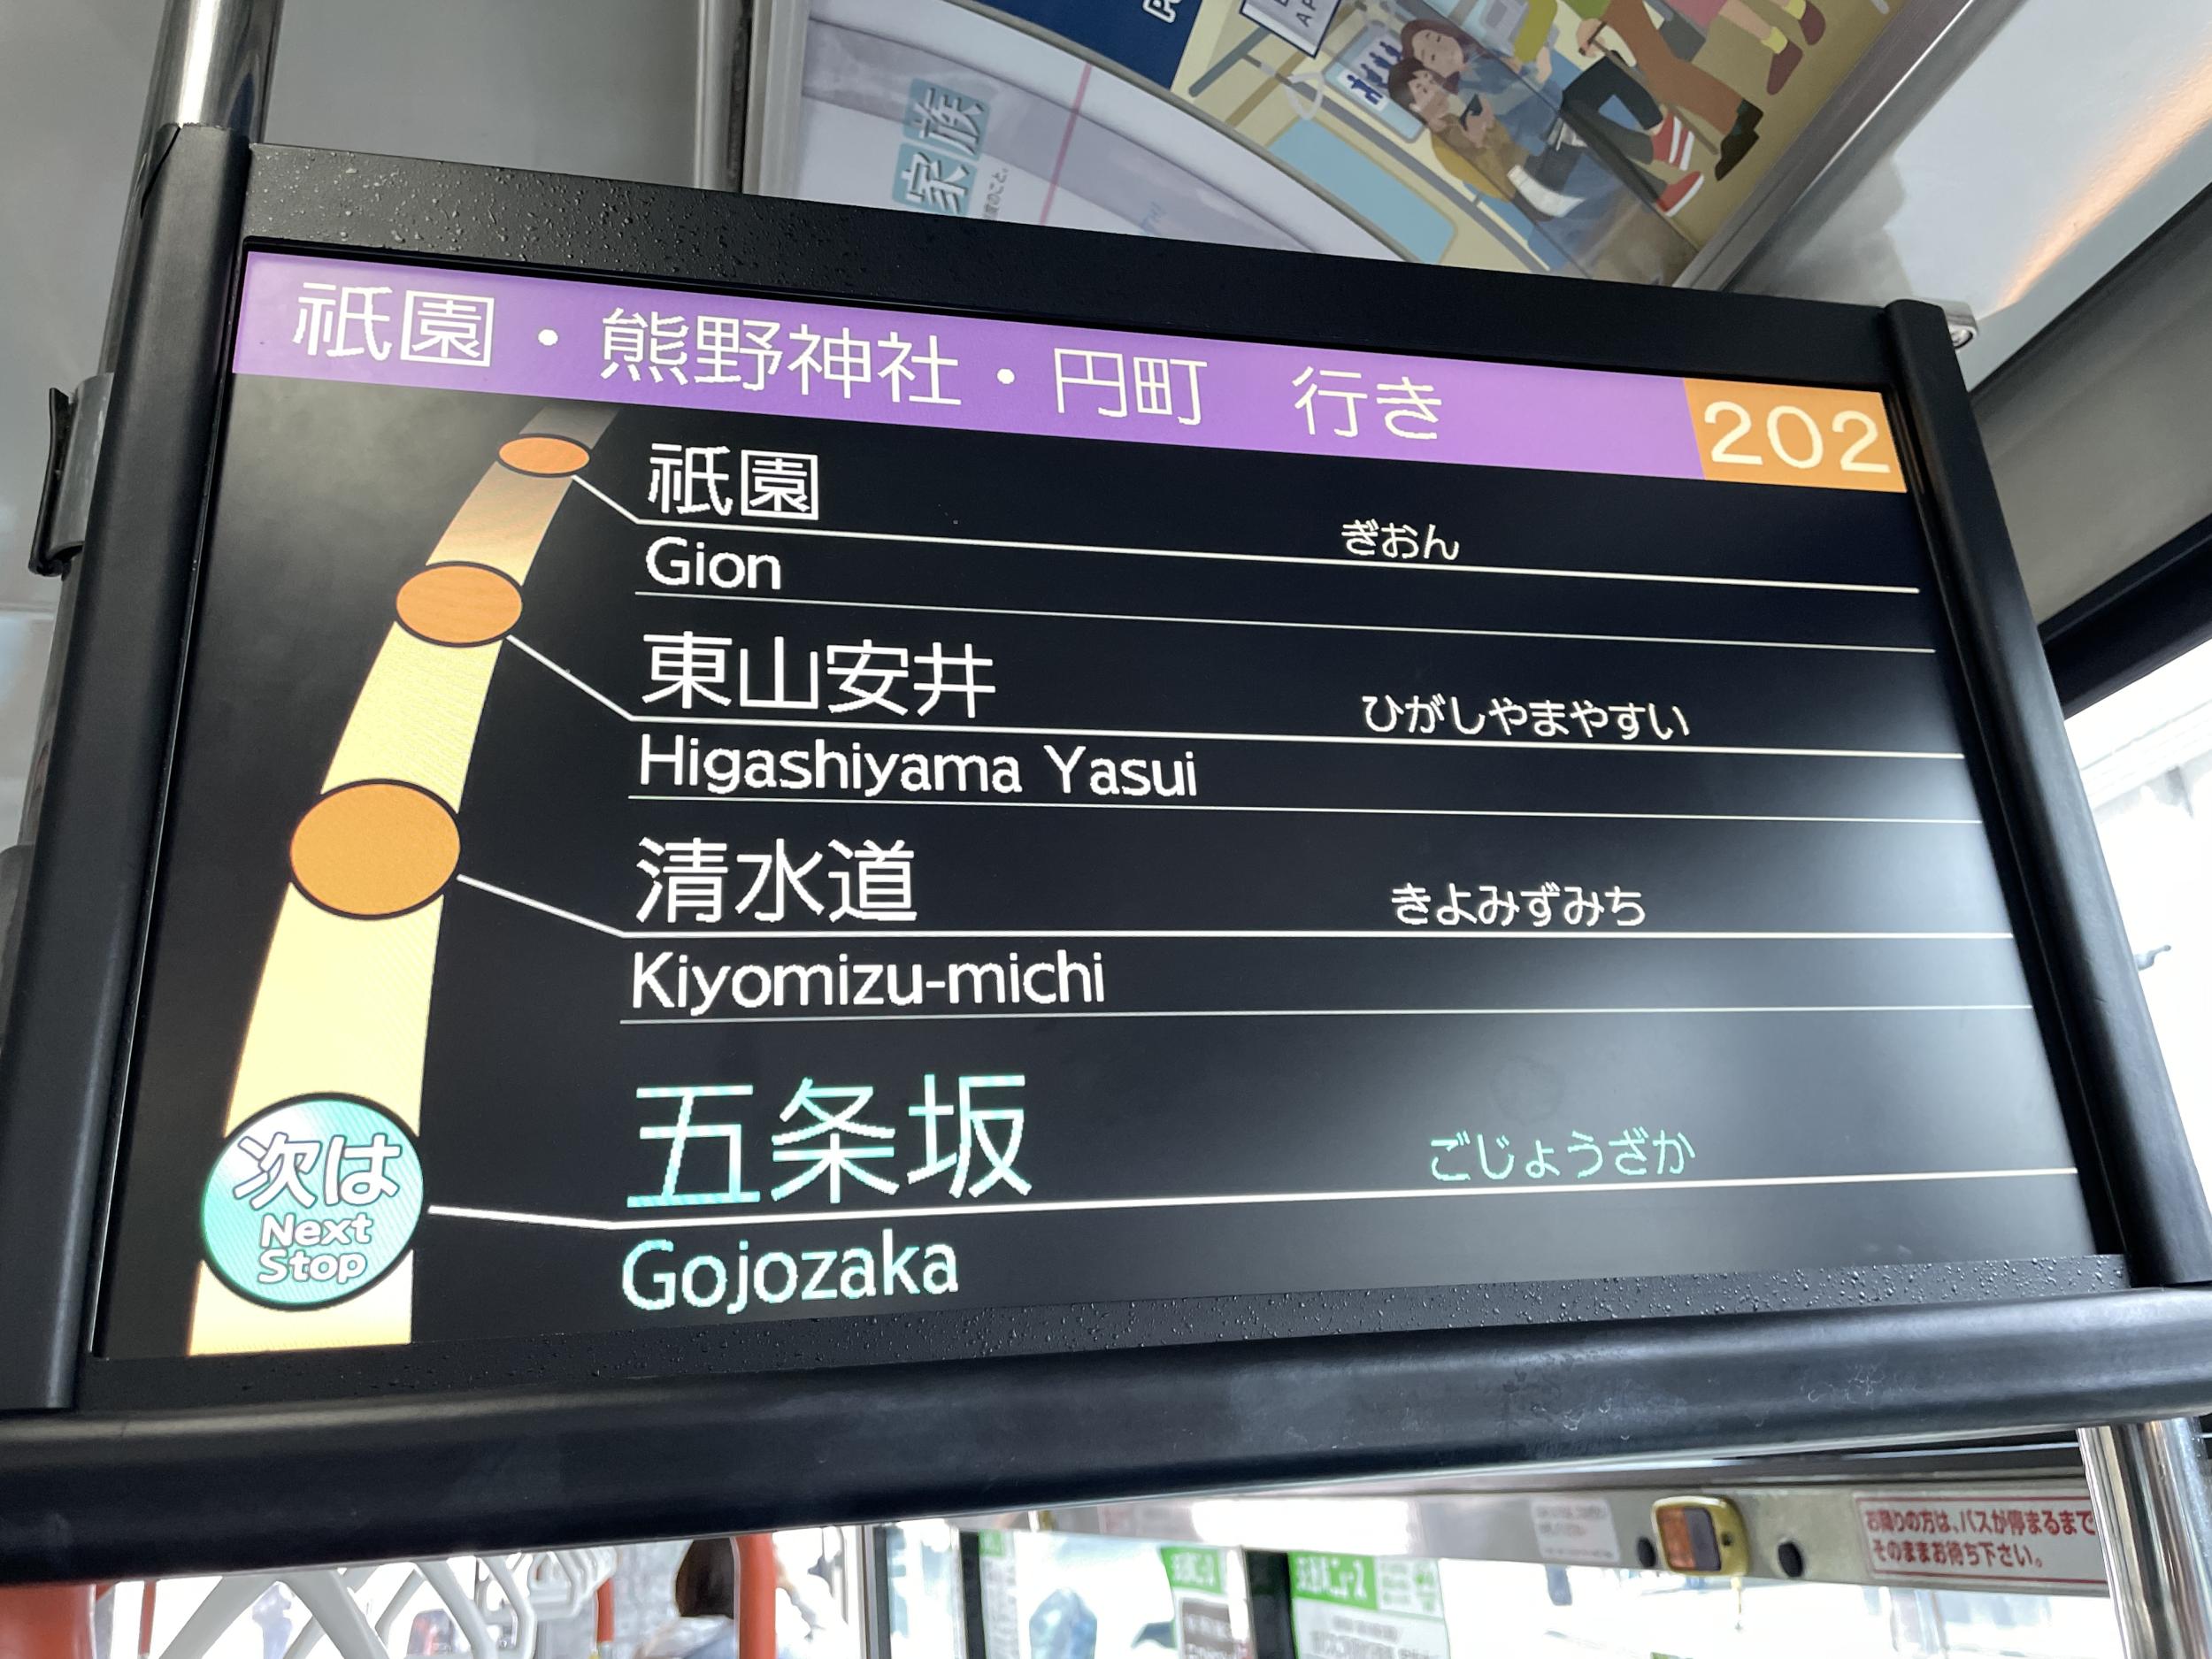 家族
祇園・熊野神社・円町 行き
202
祇園
ぎおん
Gion
東山安井
ひがしやまやすい
Higashiyama Yasui
清水道
きよみずみち
Kiyomizu-michi
五条坂
ごじょうざか
次は
Next
Stop
Gojozaka
お降りの方は、バスが停まるまで
そのままお待ち下さい。